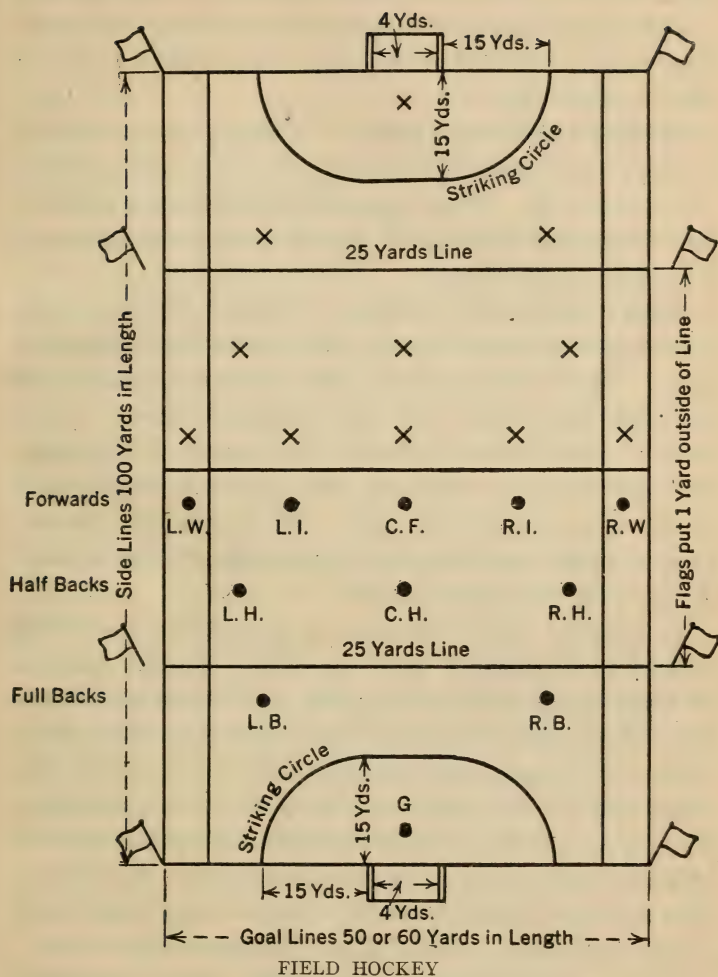 4 Yds.
15 Yds.
15 Yds.
Striking Circle
25 Yards Line
Side Lines 100 Yards in Length
Flags put 1 Yard outside of Line
Forwards
L. W. L. I. C. F. R. I. R. W
Half Backs
L. H. C. H. R. H.
25 Yards Line
Full Backs
L. B. R. B.
Striking Circle
15 Yds.
G
15 Yds.
4 Yds.
Goal Lines 50 or 60 Yards in Length
FIELD HOCKEY